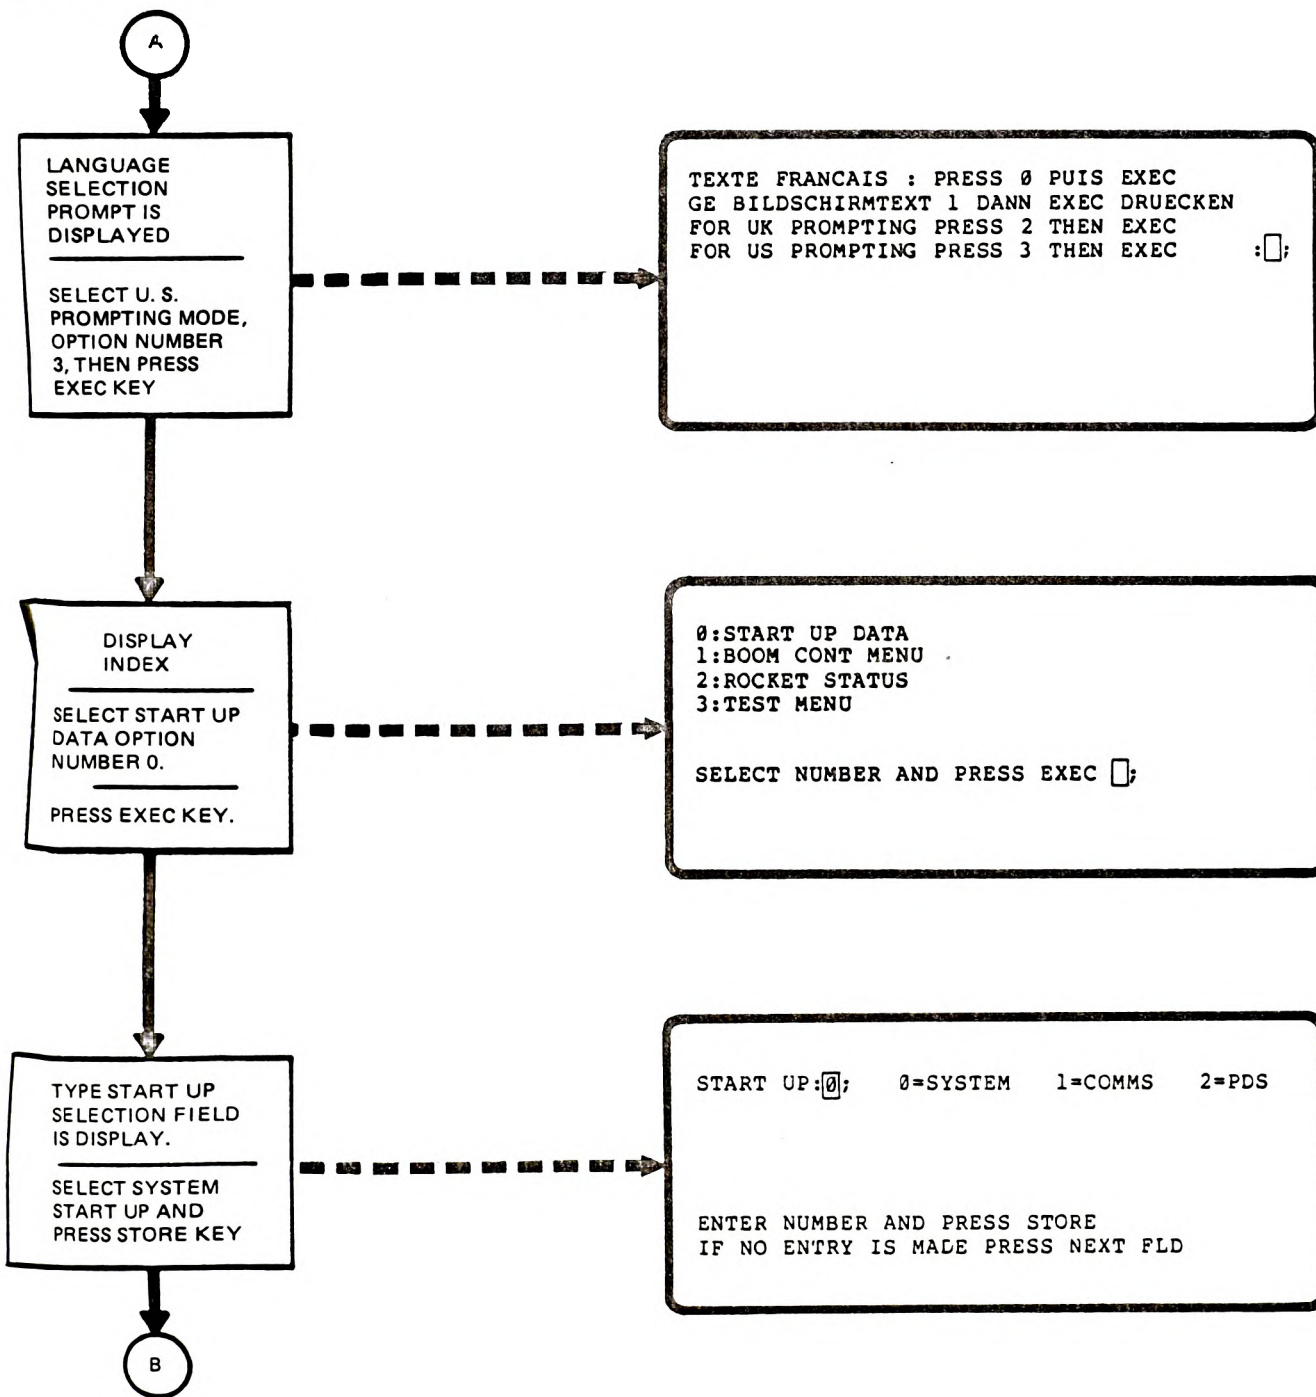 A
LANGUAGE
SELECTION
PROMPT IS
DISPLAYED
SELECT U. S.
PROMPTING MODE,
OPTION NUMBER
3, THEN PRESS
EXEC KEY
TEXTE FRANCAIS : PRESS 0 PUIS EXEC
GE BILDSCHIRMTEXT 1 DANN EXEC DRUECKEN
FOR UK PROMPTING PRESS 2 THEN EXEC
FOR US PROMPTING PRESS 3 THEN EXEC :▯;
DISPLAY
INDEX
SELECT START UP
DATA OPTION
NUMBER 0.
PRESS EXEC KEY.
0:START UP DATA
1:BOOM CONT MENU
2:ROCKET STATUS
3:TEST MENU
SELECT NUMBER AND PRESS EXEC ▯;
TYPE START UP
SELECTION FIELD
IS DISPLAY.
SELECT SYSTEM
START UP AND
PRESS STORE KEY
START UP:0; 0=SYSTEM 1=COMMS 2=PDS
ENTER NUMBER AND PRESS STORE
IF NO ENTRY IS MADE PRESS NEXT FLD
B